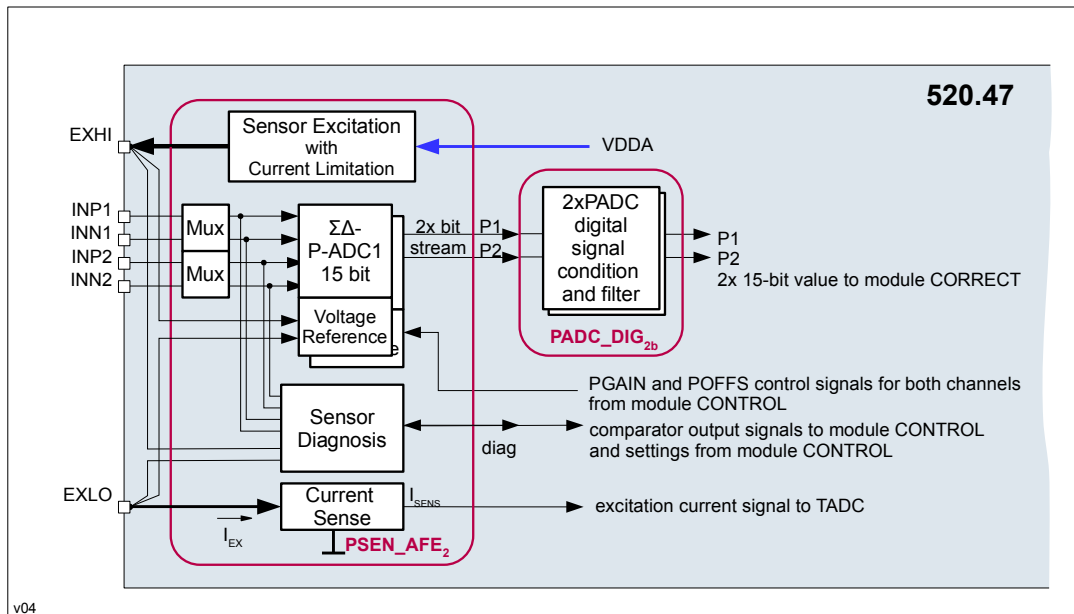 520.47
EXHI
Sensor Excitation
with
Current Limitation
VDDA
INP1
INN1
INP2
INN2
Mux
Mux
ΣΔ-
P-ADC1
15 bit
2x bit
stream
P1
P2
2xPADC
digital
signal
condition
and filter
P1
P2
2x 15-bit value to module CORRECT
Voltage
Reference
e
PADC_DIG2b
PGAIN and POFFS control signals for both channels
from module CONTROL
Sensor
Diagnosis
diag
comparator output signals to module CONTROL
and settings from module CONTROL
EXLO
Current
Sense
ISENS
excitation current signal to TADC
IEX
PSEN_AFE2
v04